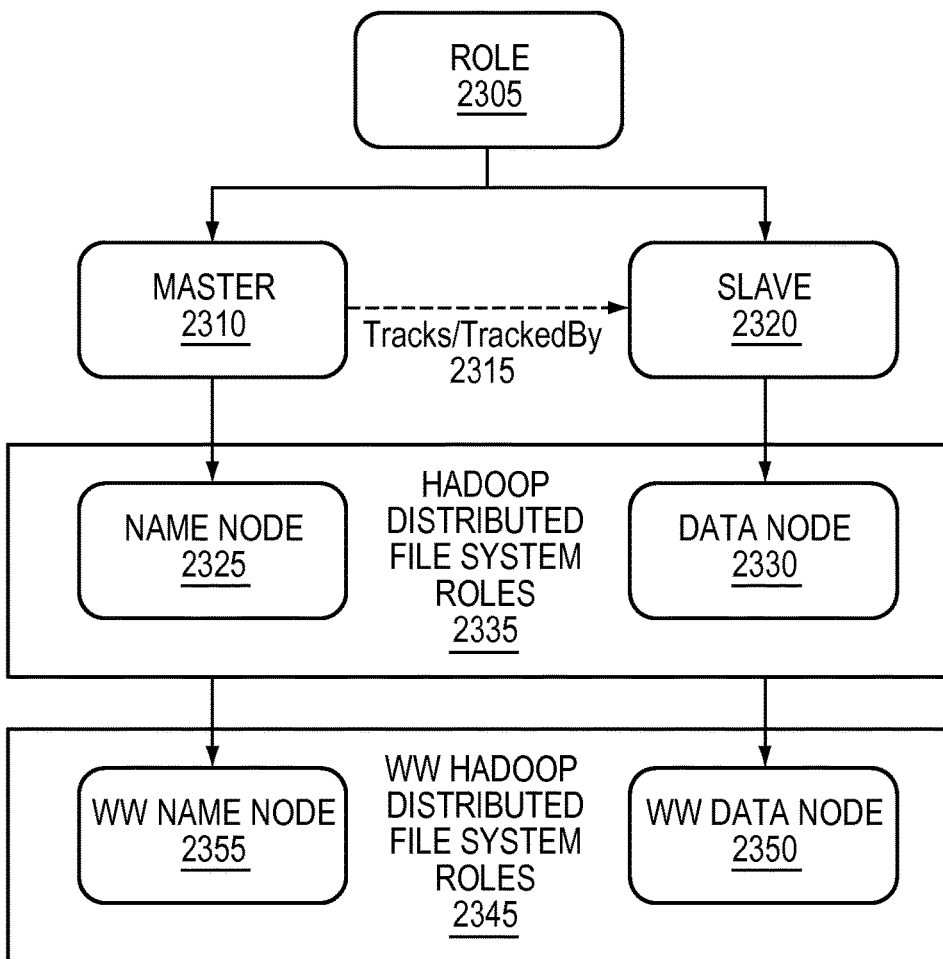 ROLE
2305
MASTER
2310
Tracks/TrackedBy
2315
SLAVE
2320
NAME NODE
2325
HADOOP
DISTRIBUTED
FILE SYSTEM
ROLES
2335
DATA NODE
2330
WW NAME NODE
2355
WW HADOOP
DISTRIBUTED
FILE SYSTEM
ROLES
2345
WW DATA NODE
2350